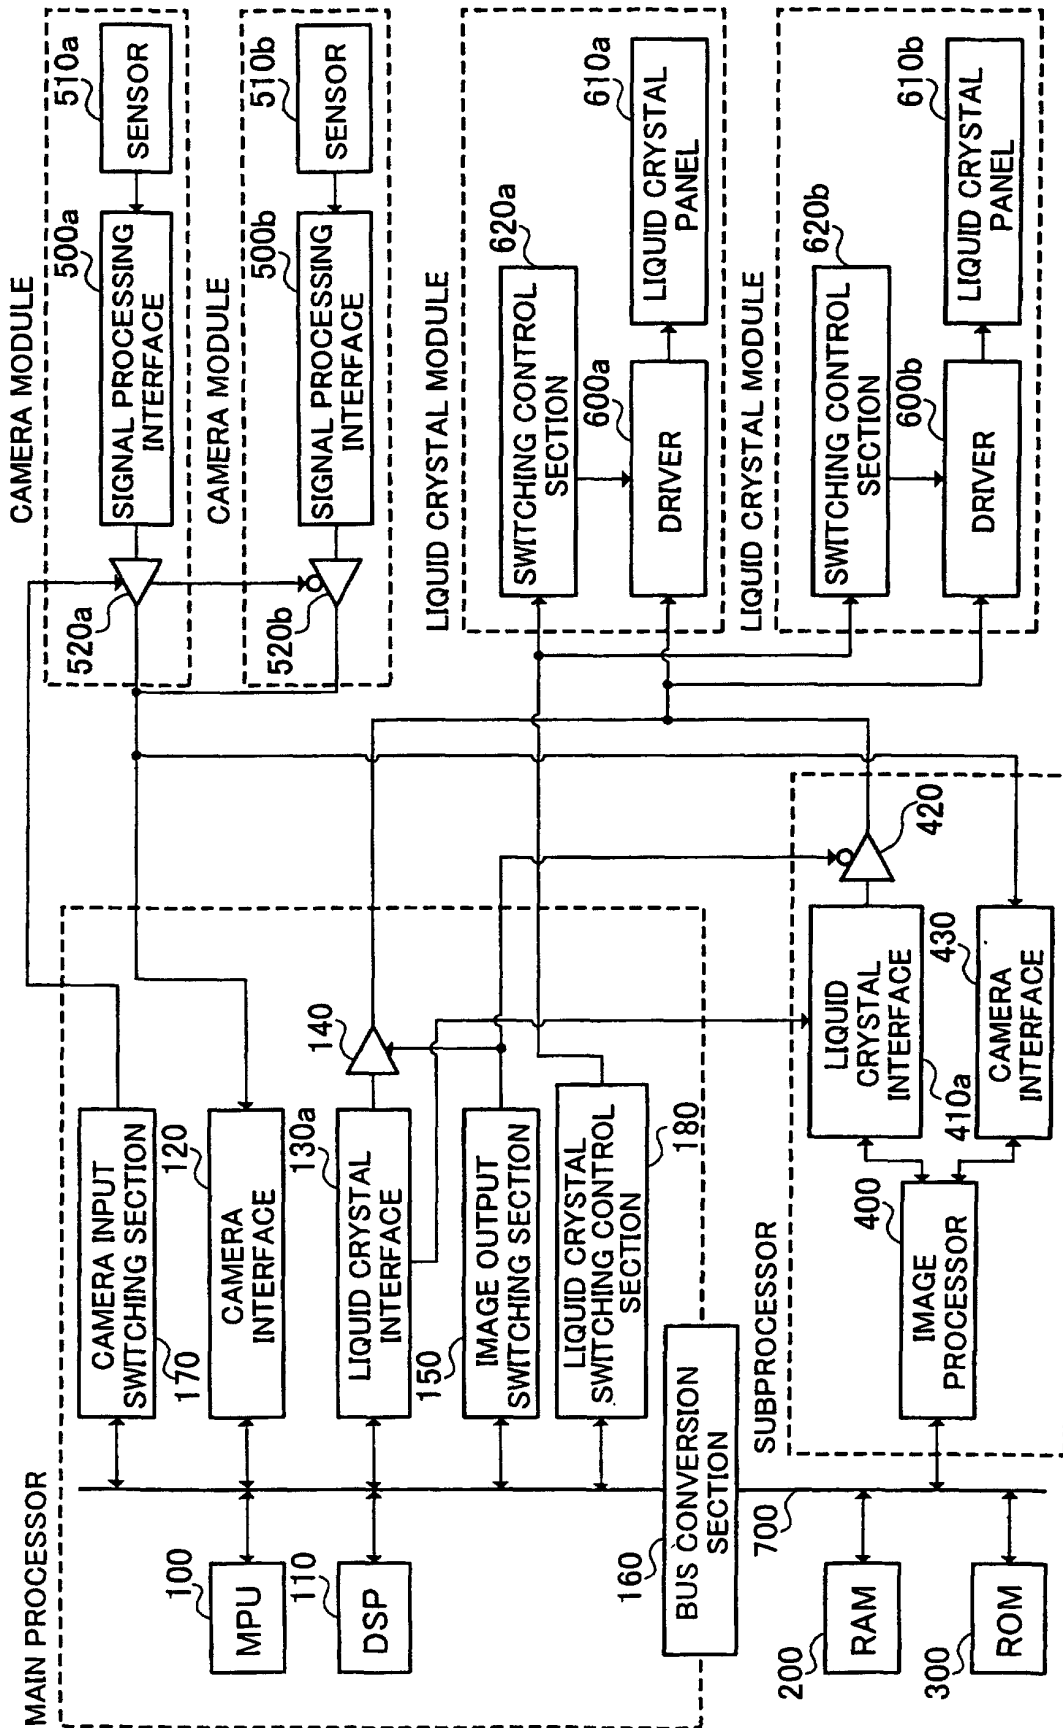 MAIN PROCESSOR
100
MPU
110
DSP
CAMERA INPUT
SWITCHING SECTION
170
120
CAMERA
INTERFACE
130a
LIQUID CRYSTAL
INTERFACE
140
150
IMAGE OUTPUT
SWITCHING SECTION
LIQUID CRYSTAL
SWITCHING CONTROL
SECTION
180
160
BUS CONVERSION
SECTION
700
200
RAM
300
ROM
SUBPROCESSOR
400
IMAGE
PROCESSOR
LIQUID
CRYSTAL
INTERFACE
410a
420
430
CAMERA
INTERFACE
CAMERA MODULE
520a
500a
SIGNAL PROCESSING
INTERFACE
510a
SENSOR
CAMERA MODULE
520b
500b
SIGNAL PROCESSING
INTERFACE
510b
SENSOR
LIQUID CRYSTAL MODULE
620a
SWITCHING CONTROL
SECTION
600a
DRIVER
610a
LIQUID CRYSTAL
PANEL
LIQUID CRYSTAL MODULE
620b
SWITCHING CONTROL
SECTION
600b
DRIVER
610b
LIQUID CRYSTAL
PANEL